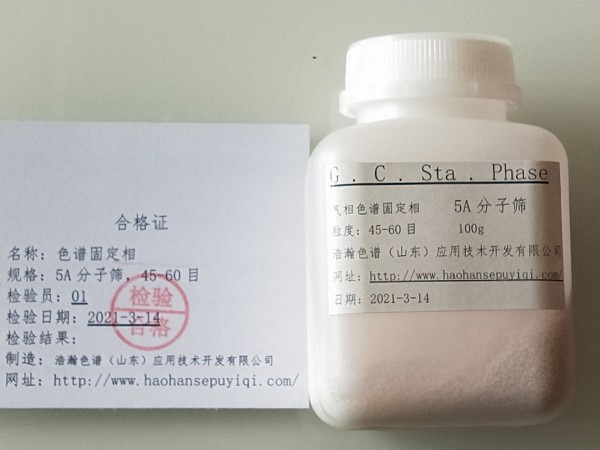 合格证
名称：色谱固定相
规格：5A分子筛，45-60目
检验员：01
检验日期：2021-3-14
检验结果：
检验
合格
制造：浩瀚色谱（山东）应用技术开发有限公司
网址：http://www.haohansepuyiqi.com/
G . C . Sta . Phase
气相色谱固定相 5A分子筛
粒度：45-60目 100g
浩瀚色谱（山东）应用技术开发有限公司
网址：http://www.haohansepuyiqi.com/
日期：2021-3-14